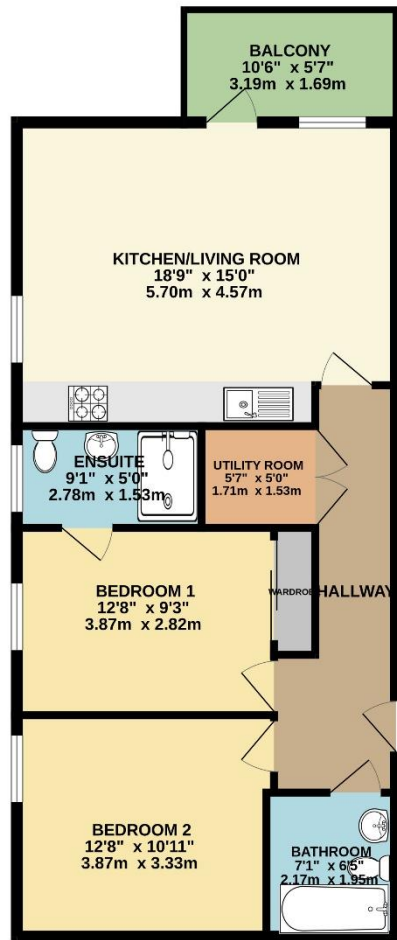 BALCONY
10'6" x 5'7"
3.19m x 1.69m
KITCHEN/LIVING ROOM
18'9" x 15'0"
5.70m x 4.57m
ENSUITE
9'1" x 5'0"
2.78m x 1.53m
UTILITY ROOM
5'7" x 5'0"
1.71m x 1.53m
BEDROOM 1
12'8" x 9'3"
3.87m x 2.82m
WARDROBE
HALLWAY
BEDROOM 2
12'8" x 10'11"
3.87m x 3.33m
BATHROOM
7'1" x 6'5"
2.17m x 1.95m